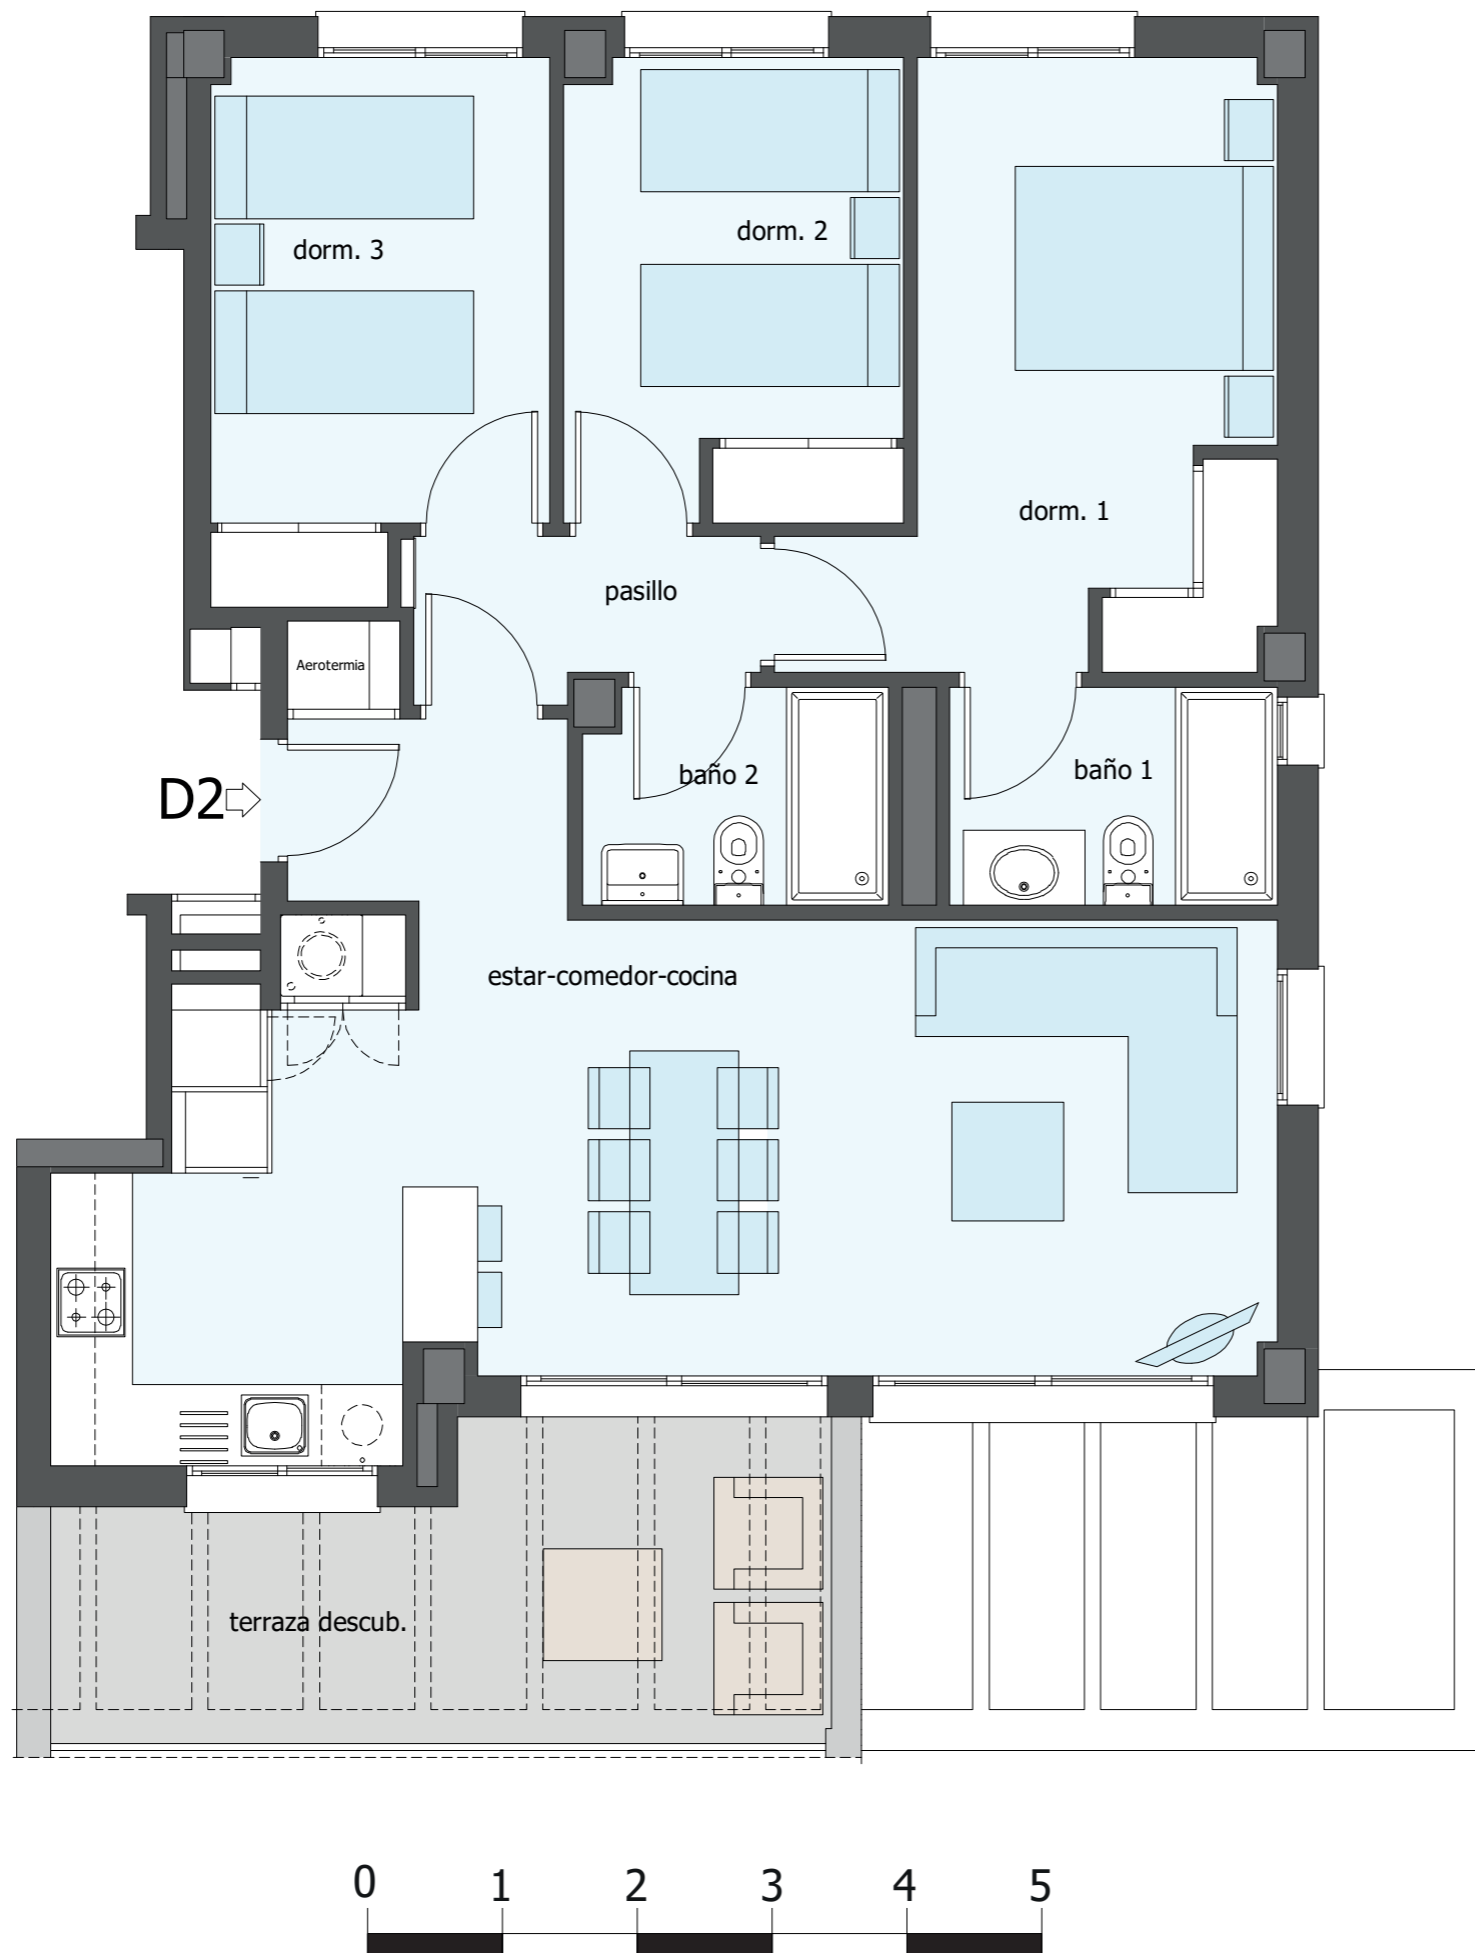 dorm. 3
dorm. 2
dorm. 1
pasillo
Aerotermia
D2
baño 2
baño 1
estar-comedor-cocina
terraza descub.
0 1 2 3 4 5